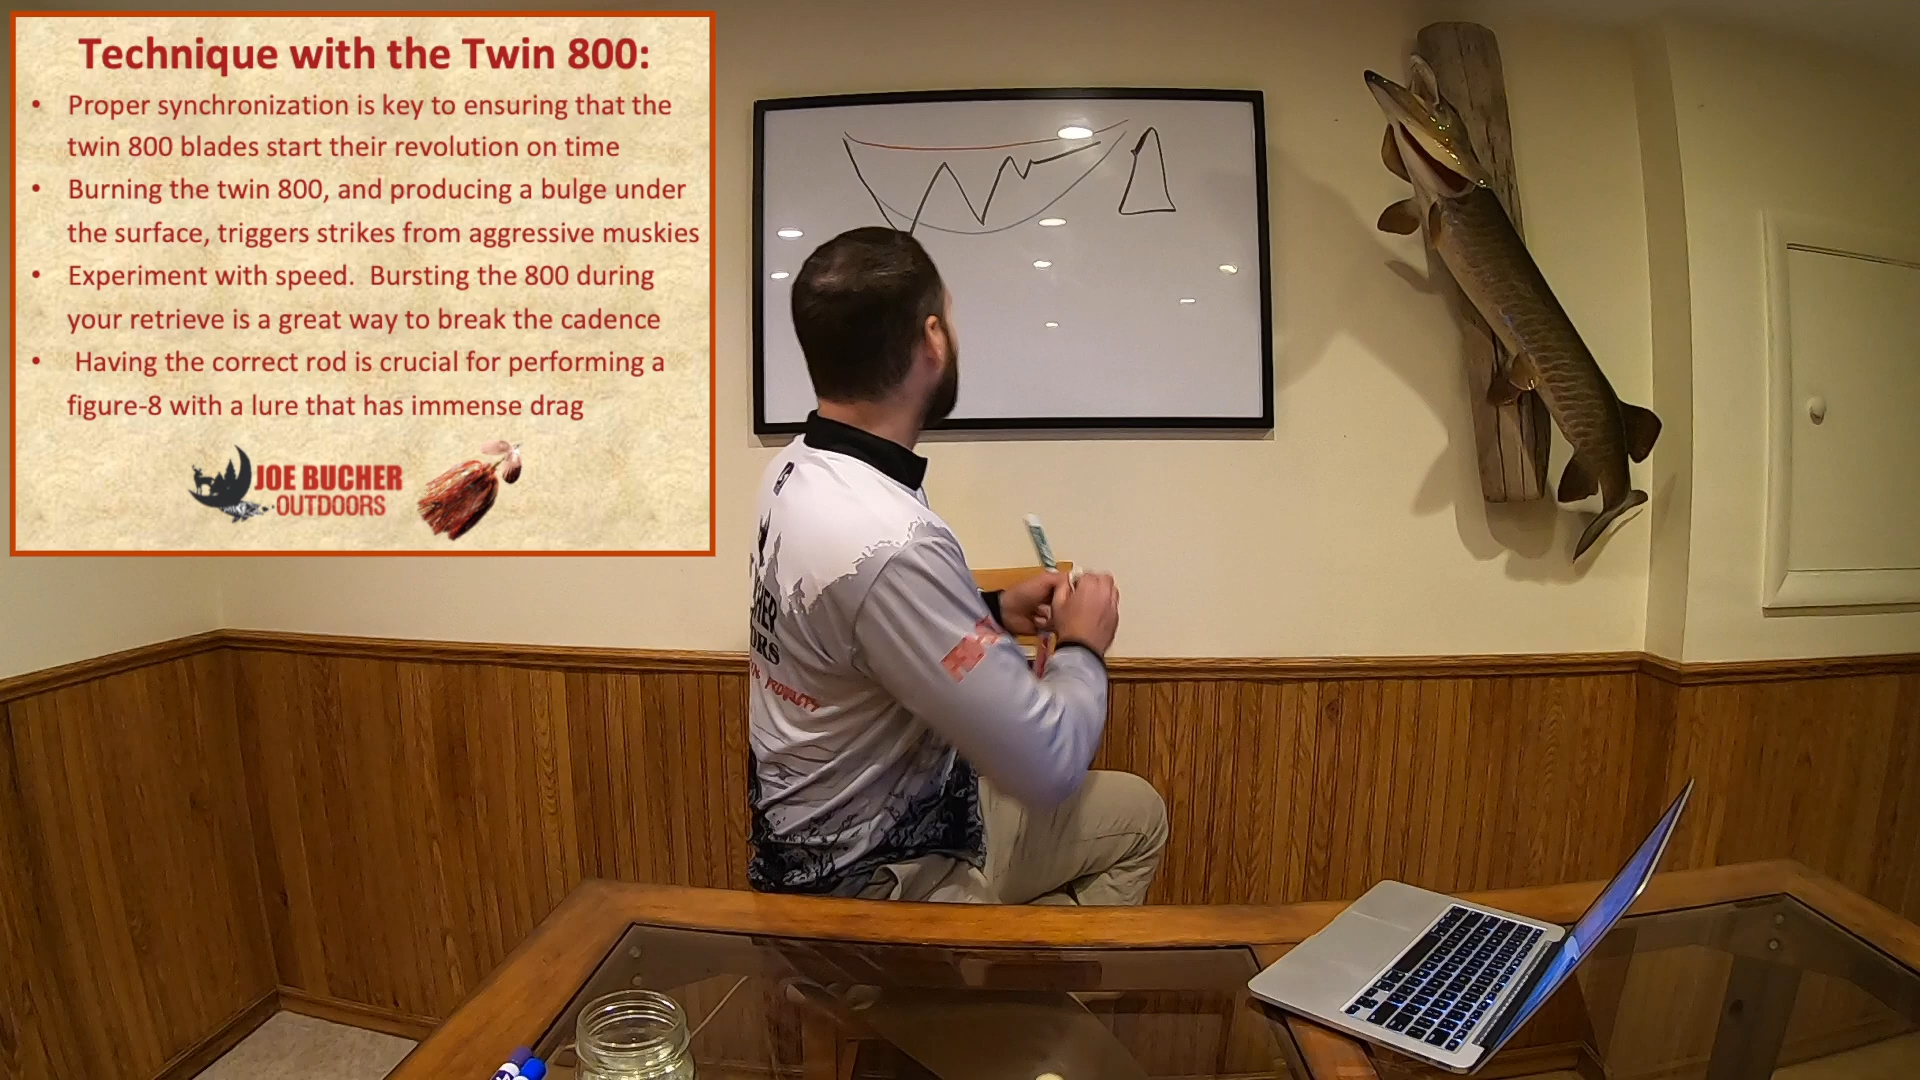 Technique with the Twin 800:
• Proper synchronization is key to ensuring that the
twin 800 blades start their revolution on time
• Burning the twin 800, and producing a bulge under
the surface, triggers strikes from aggressive muskies
• Experiment with speed.  Bursting the 800 during
your retrieve is a great way to break the cadence
• Having the correct rod is crucial for performing a
figure-8 with a lure that has immense drag
JOE BUCHER
OUTDOORS